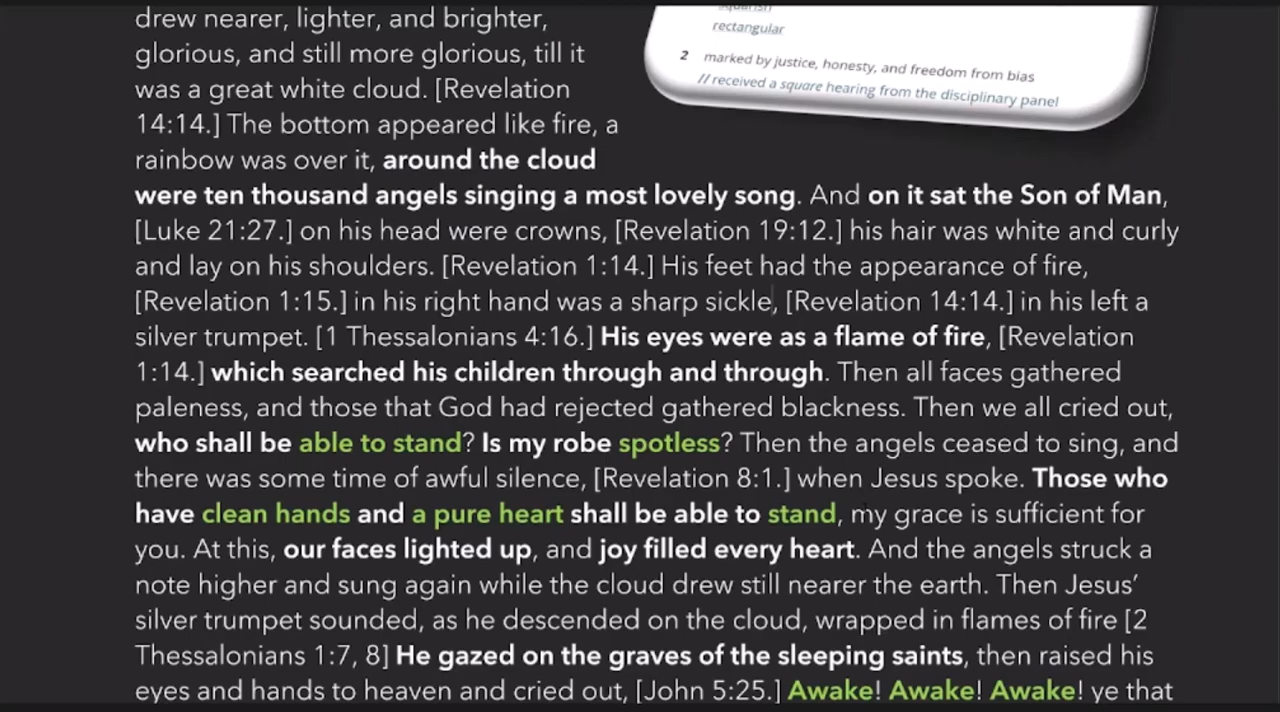 drew nearer, lighter, and brighter,
glorious, and still more glorious, till it
was a great white cloud. [Revelation
14:14.] The bottom appeared like fire, a
rainbow was over it, around the cloud
were ten thousand angels singing a most lovely song. And on it sat the Son of Man,
[Luke 21:27.] on his head were crowns, [Revelation 19:12.] his hair was white and curly
and lay on his shoulders. [Revelation 1:14.] His feet had the appearance of fire,
[Revelation 1:15.] in his right hand was a sharp sickle, [Revelation 14:14.] in his left a
silver trumpet. [1 Thessalonians 4:16.] His eyes were as a flame of fire, [Revelation
1:14.] which searched his children through and through. Then all faces gathered
paleness, and those that God had rejected gathered blackness. Then we all cried out,
who shall be able to stand? Is my robe spotless? Then the angels ceased to sing, and
there was some time of awful silence, [Revelation 8:1.] when Jesus spoke. Those who
have clean hands and a pure heart shall be able to stand, my grace is sufficient for
you. At this, our faces lighted up, and joy filled every heart. And the angels struck a
note higher and sung again while the cloud drew still nearer the earth. Then Jesus’
silver trumpet sounded, as he descended on the cloud, wrapped in flames of fire [2
Thessalonians 1:7, 8] He gazed on the graves of the sleeping saints, then raised his
eyes and hands to heaven and cried out, [John 5:25.] Awake! Awake! Awake! ye that
rectangular
2 marked by justice, honesty, and freedom from bias
// received a square hearing from the disciplinary panel